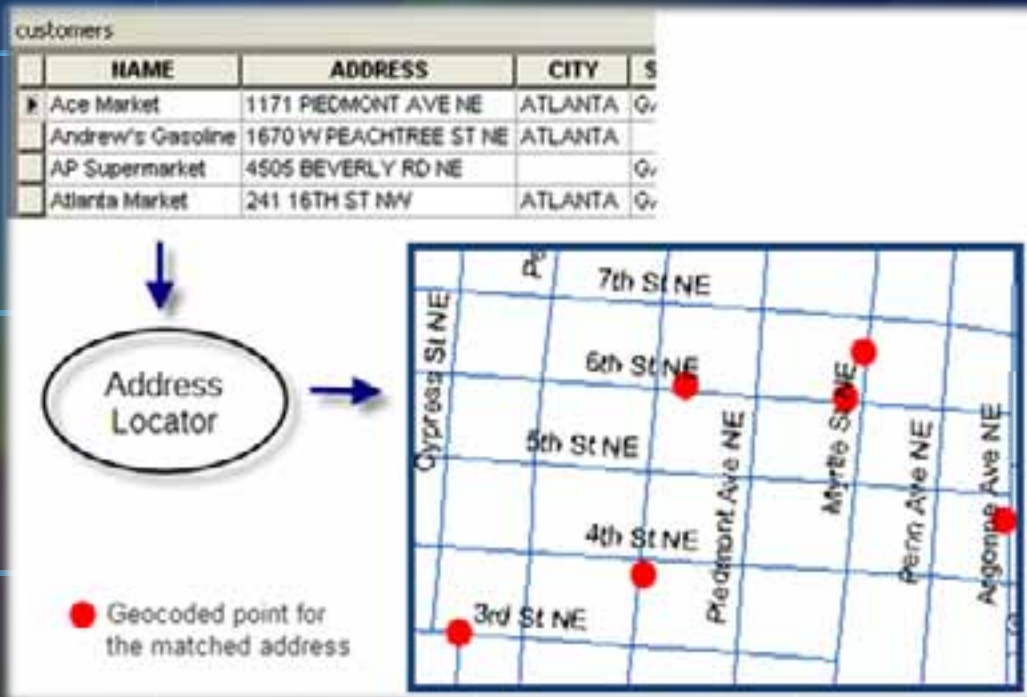 customers
NAME ADDRESS CITY S
Ace Market 1171 PIEDMONT AVE NE ATLANTA
Andrew's Gasoline 1670 W PEACHTREE ST NE ATLANTA
AP Supermarket 4505 BEVERLY RD NE
Atlanta Market 241 16TH ST NW ATLANTA
Address
Locator
Geocoded point for
the matched address
7th St NE
6th St NE
5th St NE
4th St NE
3rd St NE
Cypress St NE
Piedmont Ave NE
Myrtle St NE
Penn Ave NE
Argonne Ave NE